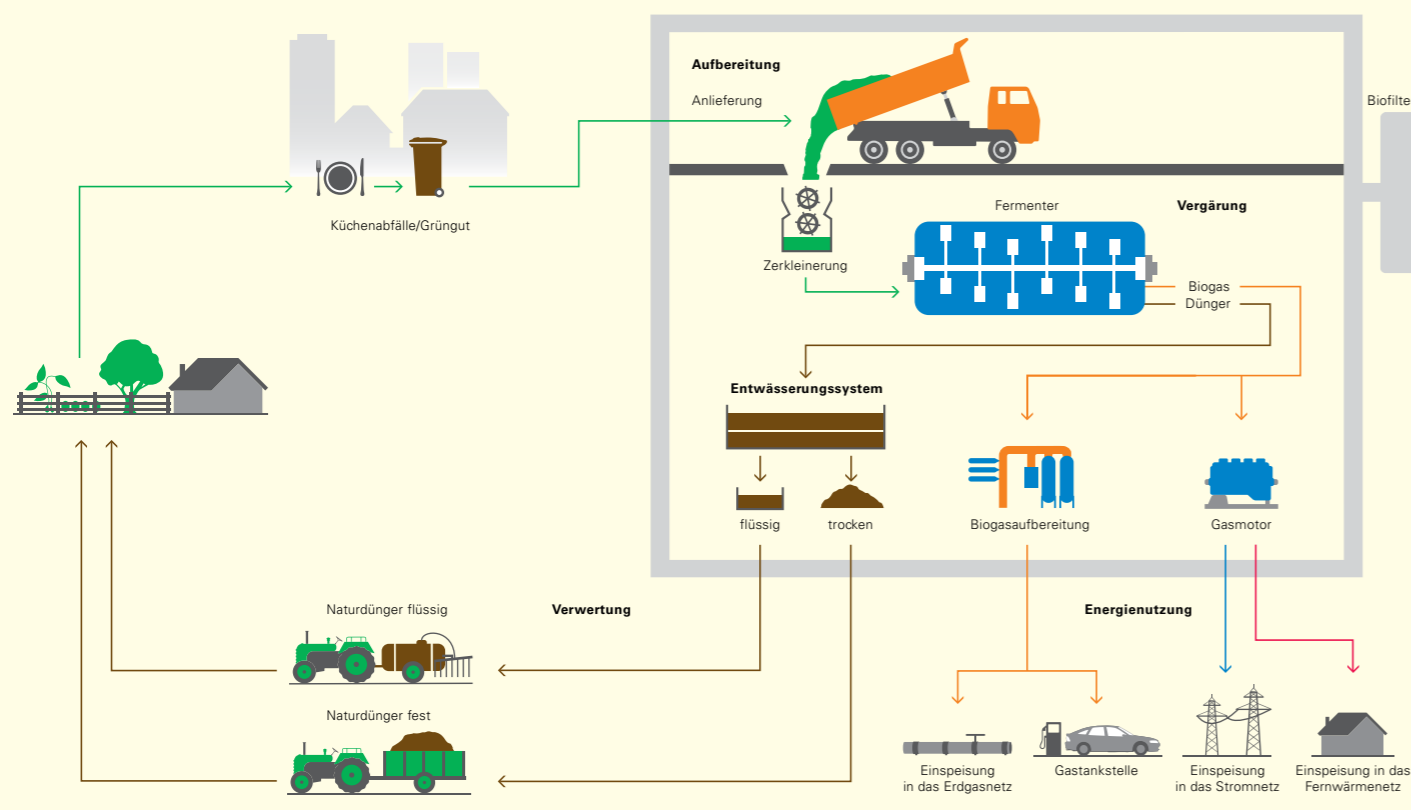 Aufbereitung
Anlieferung
Biofilte
Küchenabfälle/Grüngut
Fermenter
Vergärung
Zerkleinerung
Biogas
Dünger
Entwässerungssystem
flüssig
trocken
Biogasaufbereitung
Gasmotor
Naturdünger flüssig
Verwertung
Energienutzung
Naturdünger fest
Einspeisung
in das Erdgasnetz
Gastankstelle
Einspeisung
in das Stromnetz
Einspeisung in das
Fernwärmenetz